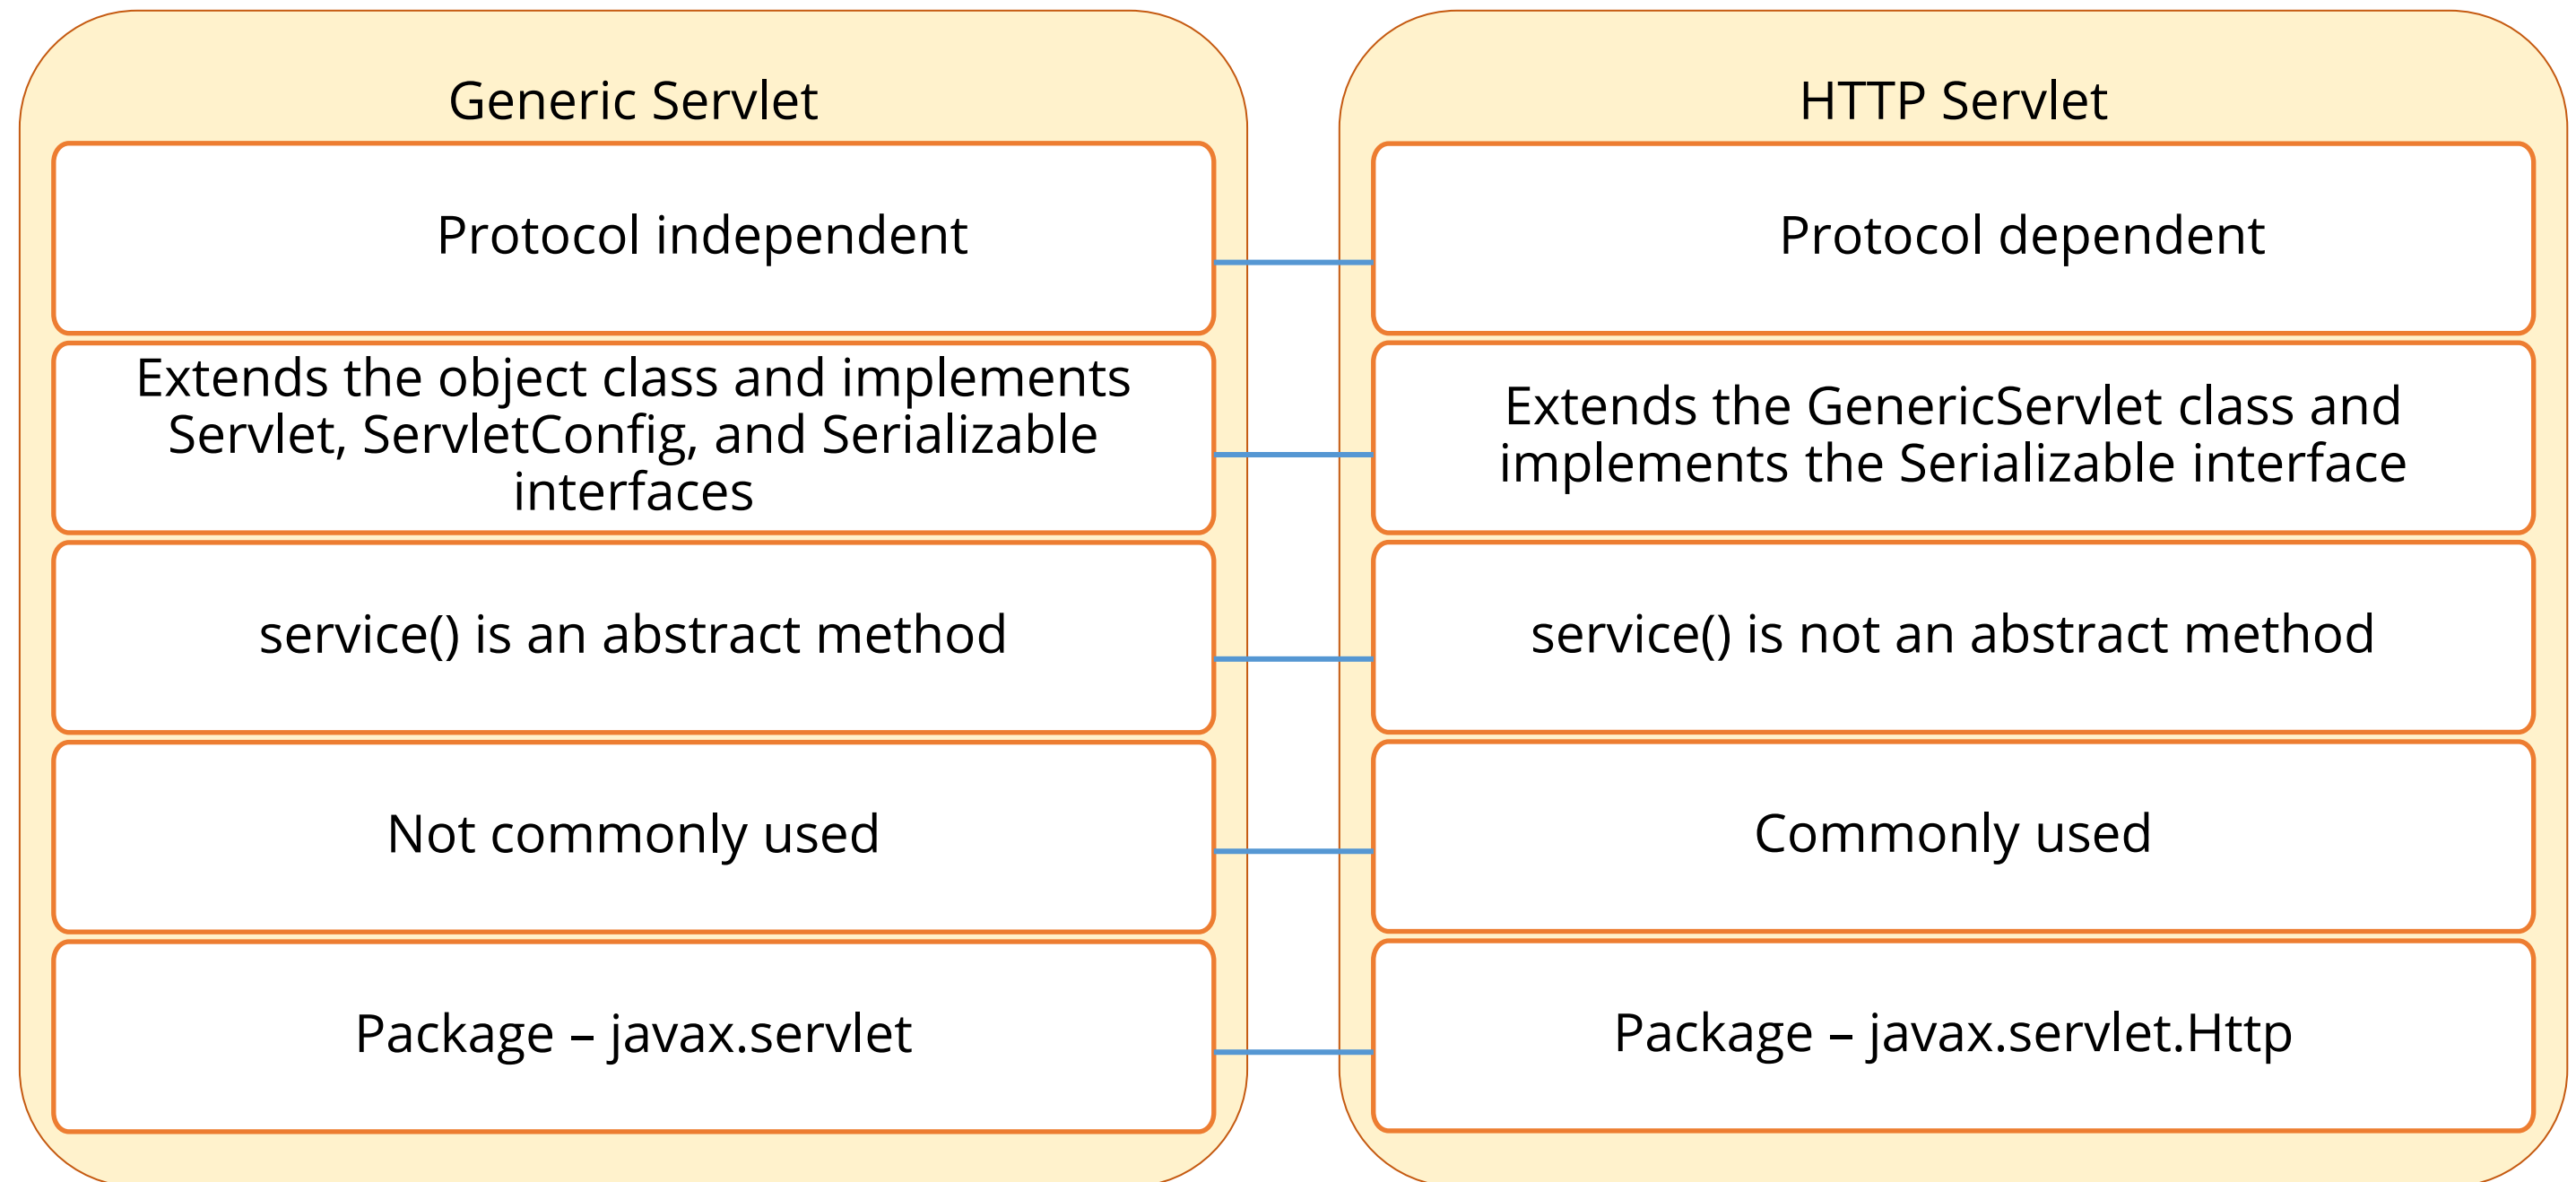 Generic Servlet
Protocol independent
Extends the object class and implements
Servlet, ServletConfig, and Serializable
interfaces
service() is an abstract method
Not commonly used
Package – javax.servlet
HTTP Servlet
Protocol dependent
Extends the GenericServlet class and
implements the Serializable interface
service() is not an abstract method
Commonly used
Package – javax.servlet.Http